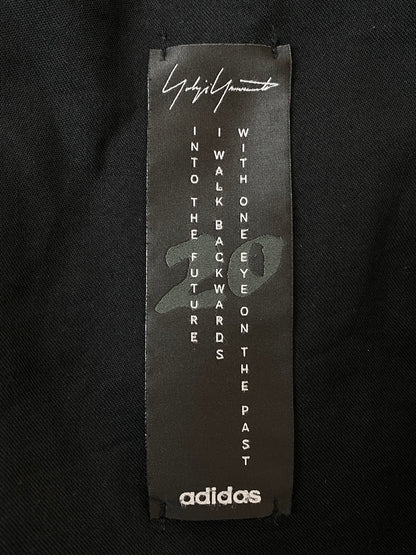 Yohji Yamamoto
WITH ONE EYE ON THE PAST
I WALK BACKWARDS
INTO THE FUTURE
20
adidas